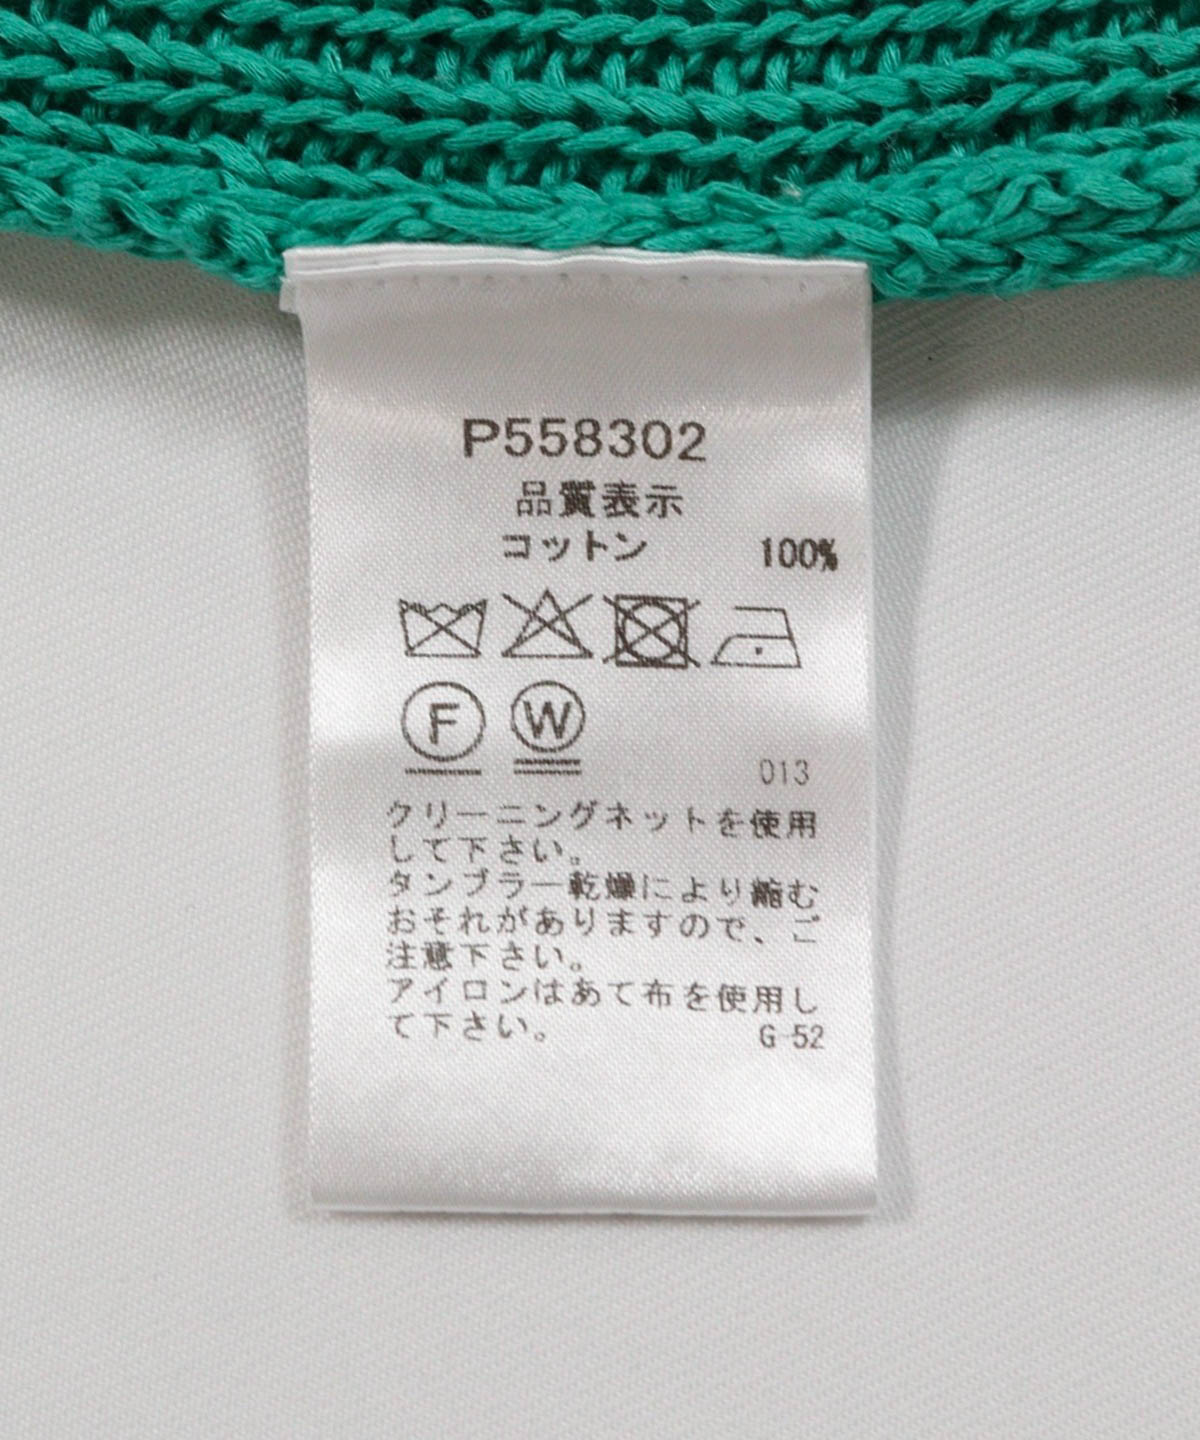 P558302
品質表示
コットン 100%
F W
013
クリーニングネットを使用
して下さい。
タンブラー乾燥により縮む
おそれがありますので、ご
注意下さい。
アイロンはあて布を使用し
て下さい。
G-52